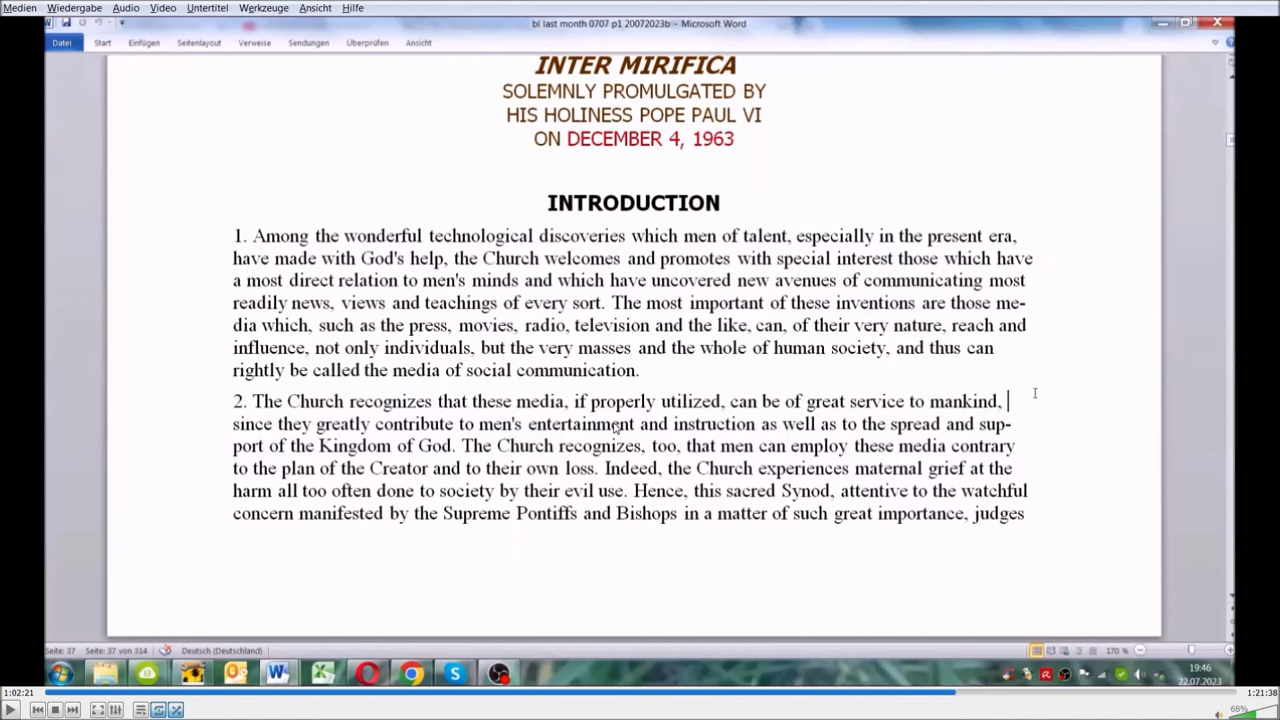 Medien Wiedergabe Audio Video Untertitel Werkzeuge Ansicht Hilfe
bl last month 0707 p1 20072023b - Microsoft Word
Datei Start Einfügen Seitenlayout Verweise Sendungen Überprüfen Ansicht
INTER MIRIFICA
SOLEMNLY PROMULGATED BY
HIS HOLINESS POPE PAUL VI
ON DECEMBER 4, 1963
INTRODUCTION
1. Among the wonderful technological discoveries which men of talent, especially in the present era,
have made with God's help, the Church welcomes and promotes with special interest those which have
a most direct relation to men's minds and which have uncovered new avenues of communicating most
readily news, views and teachings of every sort. The most important of these inventions are those me-
dia which, such as the press, movies, radio, television and the like, can, of their very nature, reach and
influence, not only individuals, but the very masses and the whole of human society, and thus can
rightly be called the media of social communication.
2. The Church recognizes that these media, if properly utilized, can be of great service to mankind,
since they greatly contribute to men's entertainment and instruction as well as to the spread and sup-
port of the Kingdom of God. The Church recognizes, too, that men can employ these media contrary
to the plan of the Creator and to their own loss. Indeed, the Church experiences maternal grief at the
harm all too often done to society by their evil use. Hence, this sacred Synod, attentive to the watchful
concern manifested by the Supreme Pontiffs and Bishops in a matter of such great importance, judges
Seite: 37 Seite: 37 von 314 Deutsch (Deutschland) 170 %
19:46
22.07.2023
1:02:21 1:21:38
68%